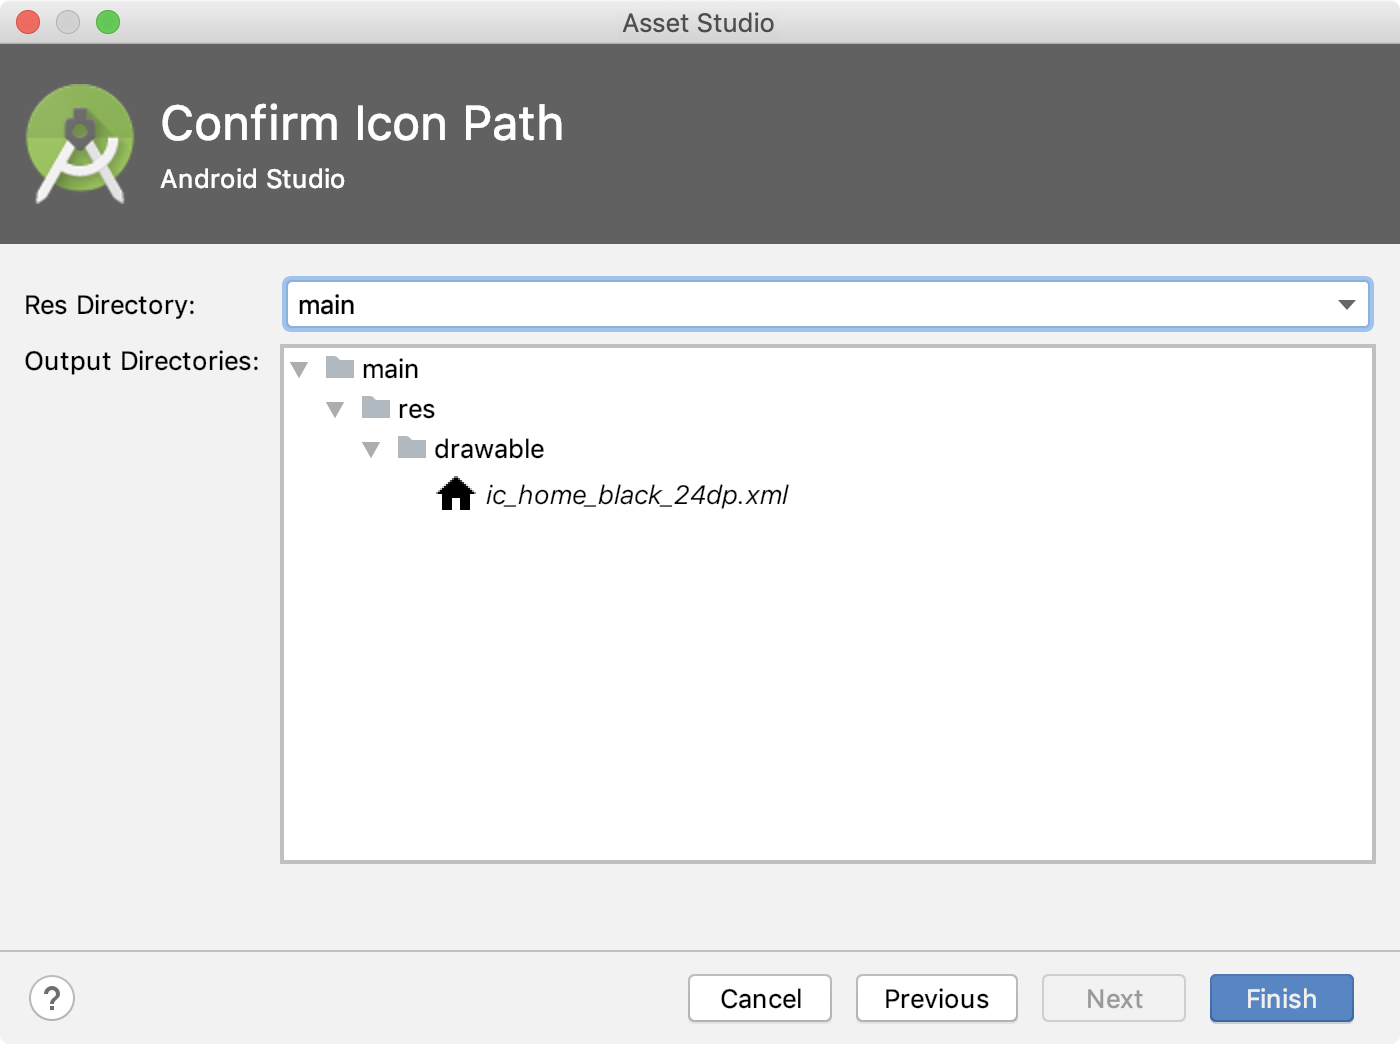 Asset Studio
Confirm Icon Path
Android Studio
Res Directory: main
Output Directories:
main
res
drawable
ic_home_black_24dp.xml
? Cancel Previous Next Finish